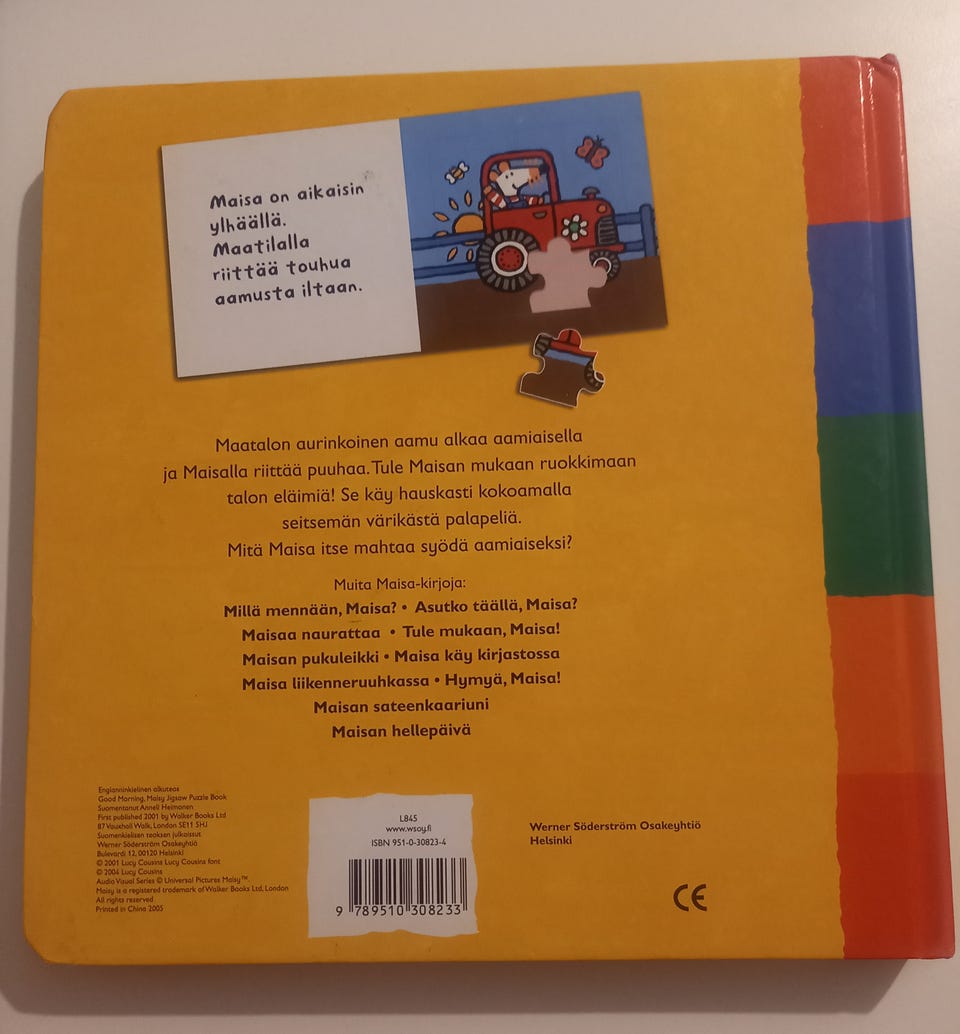 Maisa on aikaisin
ylhäällä.
Maatilalla
riittää touhua
aamusta iltaan.
Maatalon aurinkoinen aamu alkaa aamiaisella
ja Maisalla riittää puuhaa. Tule Maisan mukaan ruokkimaan
talon eläimiä! Se käy hauskasti kokoamalla
seitsemän värikästä palapeliä.
Mitä Maisa itse mahtaa syödä aamiaiseksi?
Muita Maisa-kirjoja:
Millä mennään, Maisa? • Asutko täällä, Maisa?
Maisaa naurattaa • Tule mukaan, Maisa!
Maisan pukuleikki • Maisa käy kirjastossa
Maisa liikenneruuhkassa • Hymyä, Maisa!
Maisan sateenkaariuni
Maisan hellepäivä
Englanninkielinen alkuteos
Good Morning, Maisy Jigsaw Puzzle Book
Suomentanut Anneli Heimonen
First published 2001 by Walker Books Ltd
87 Vauxhall Walk, London SE11 5HJ
Suomenkielisen teoksen julkaissut
Werner Söderström Osakeyhtiö
Bulevardi 12, 00120 Helsinki
© 2001 Lucy Cousins Lucy Cousins font
© 2004 Lucy Cousins
Audio Visual Series © Universal Pictures Maisy™.
Maisy is a registered trademark of Walker Books Ltd, London
All rights reserved
Printed in China 2005
L845
www.wsoy.fi
ISBN 951-0-30823-4
9 789510 308233
Werner Söderström Osakeyhtiö
Helsinki
CE